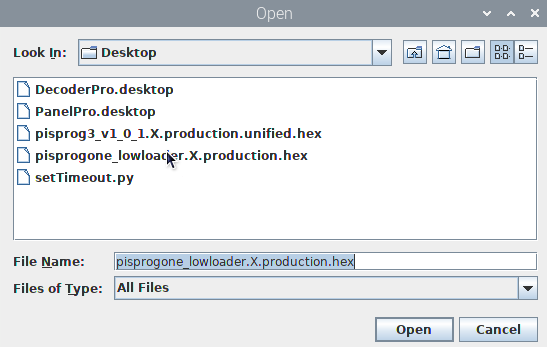 Open
Look In: Desktop
DecoderPro.desktop
PanelPro.desktop
pisprog3_v1_0_1.X.production.unified.hex
pisprogone_lowloader.X.production.hex
setTimeout.py
File Name: pisprogone_lowloader.X.production.hex
Files of Type: All Files
Open Cancel